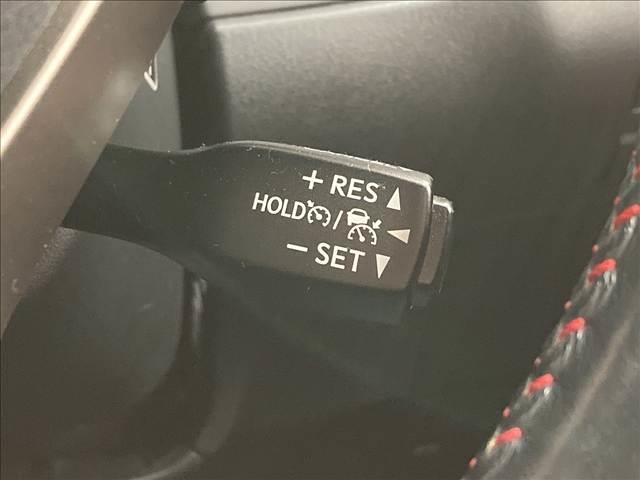 + RES ▲
HOLD / ◀
− SET ▼